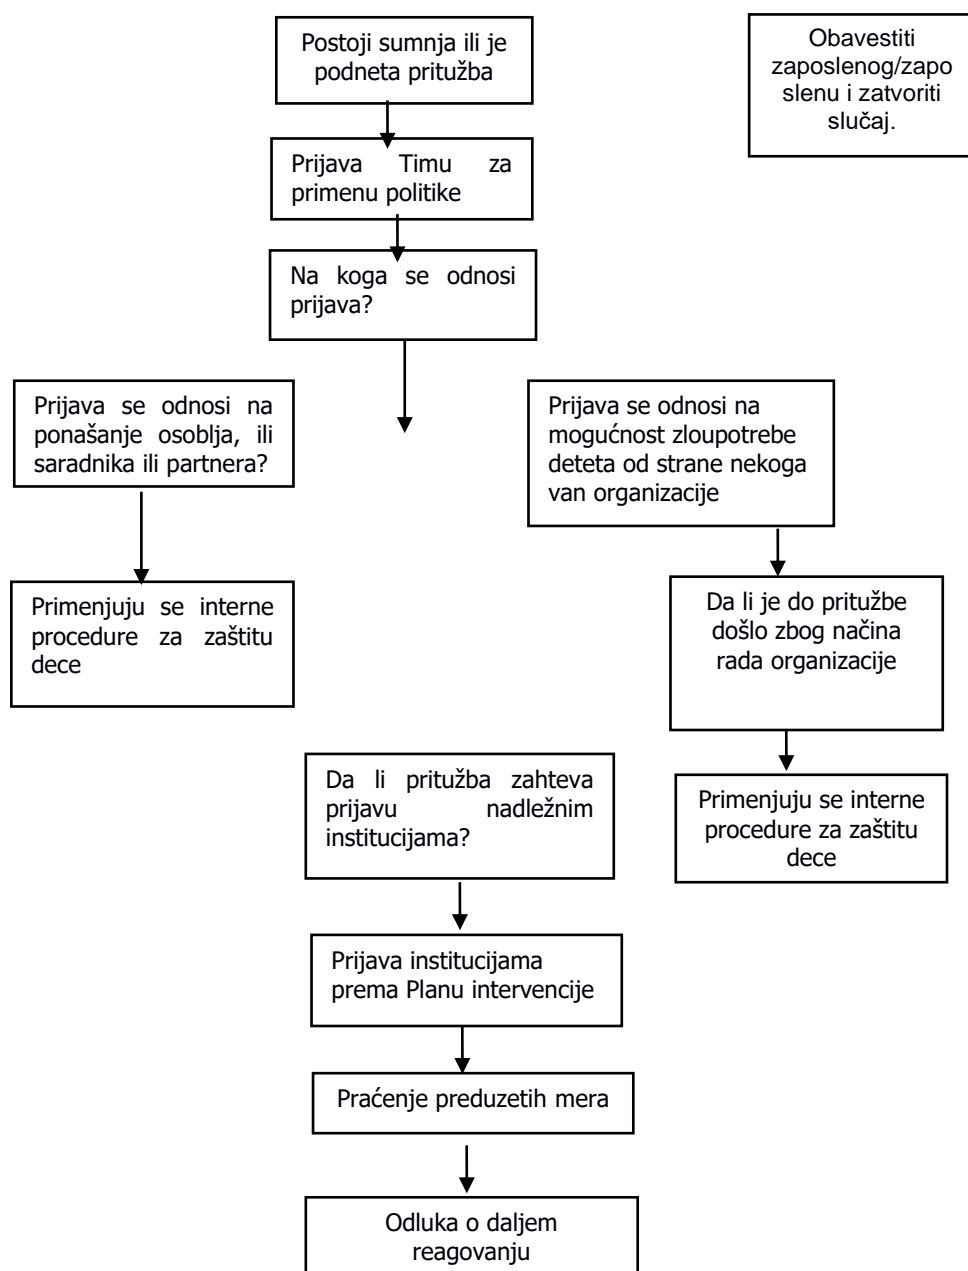 Postoji sumnja ili je
podneta pritužba
Obavestiti
zaposlenog/zapo
slenu i zatvoriti
slučaj.
Prijava Timu za
primenu politike
Na koga se odnosi
prijava?
Prijava se odnosi na
ponašanje osoblja, ili
saradnika ili partnera?
Prijava se odnosi na
mogućnost zloupotrebe
deteta od strane nekoga
van organizacije
Primenjuju se interne
procedure za zaštitu
dece
Da li je do pritužbe
došlo zbog načina
rada organizacije
Da li pritužba zahteva
prijavu nadležnim
institucijama?
Primenjuju se interne
procedure za zaštitu
dece
Prijava institucijama
prema Planu intervencije
Praćenje preduzetih mera
Odluka o daljem
reagovanju